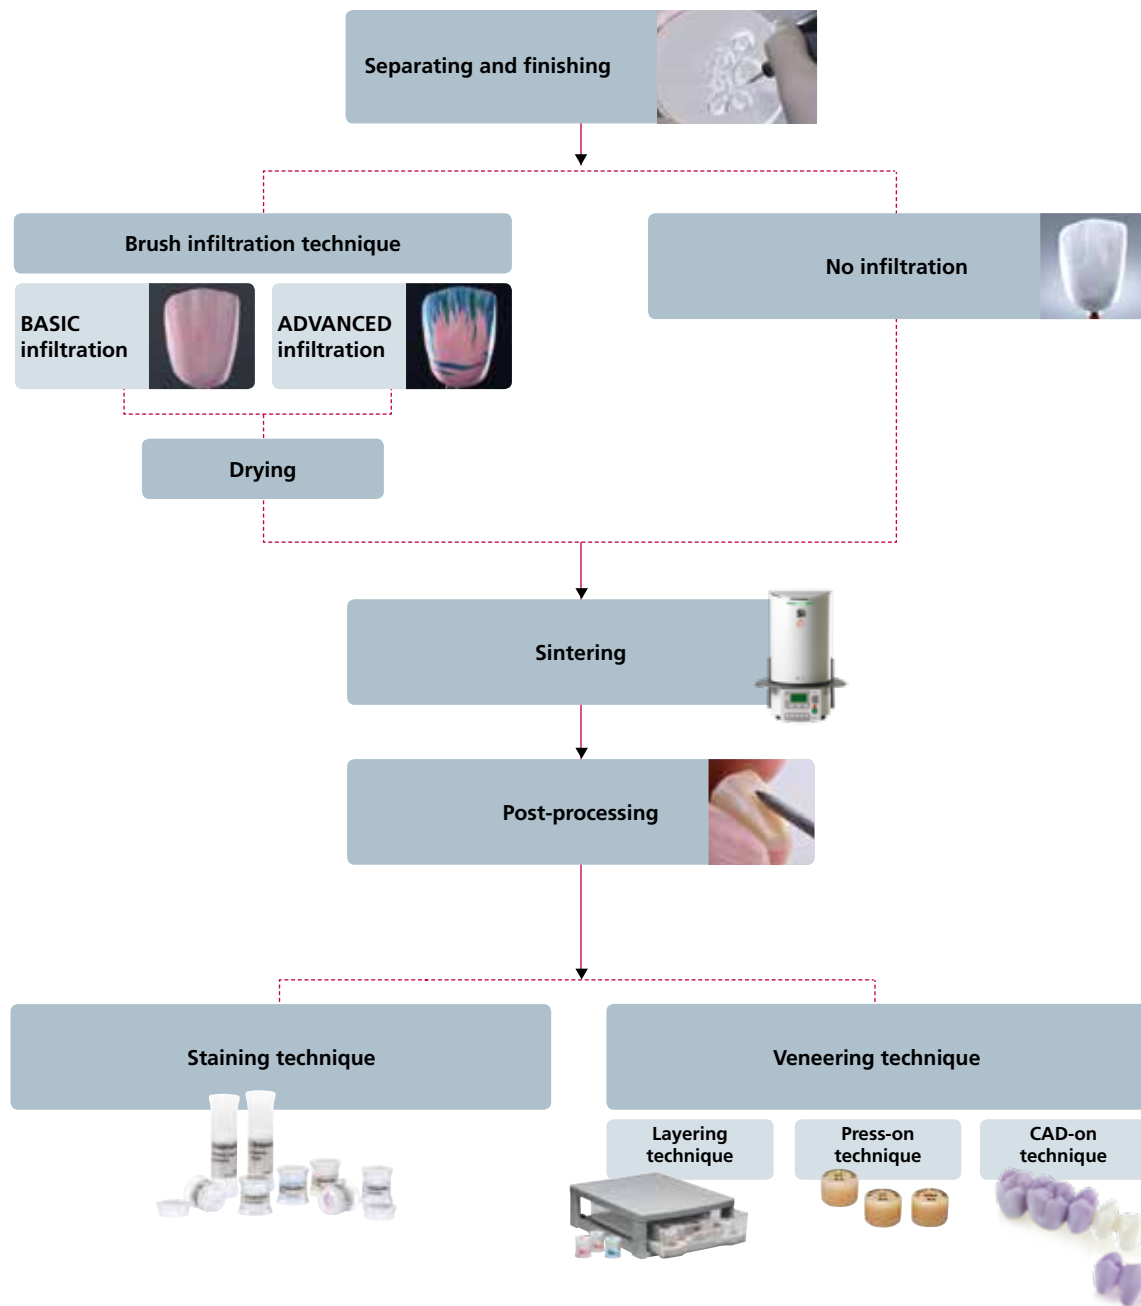 Separating and finishing
Brush infiltration technique
No infiltration
BASIC
infiltration
ADVANCED
infiltration
Drying
Sintering
Post-processing
Staining technique
Veneering technique
Layering
technique
Press-on
technique
CAD-on
technique